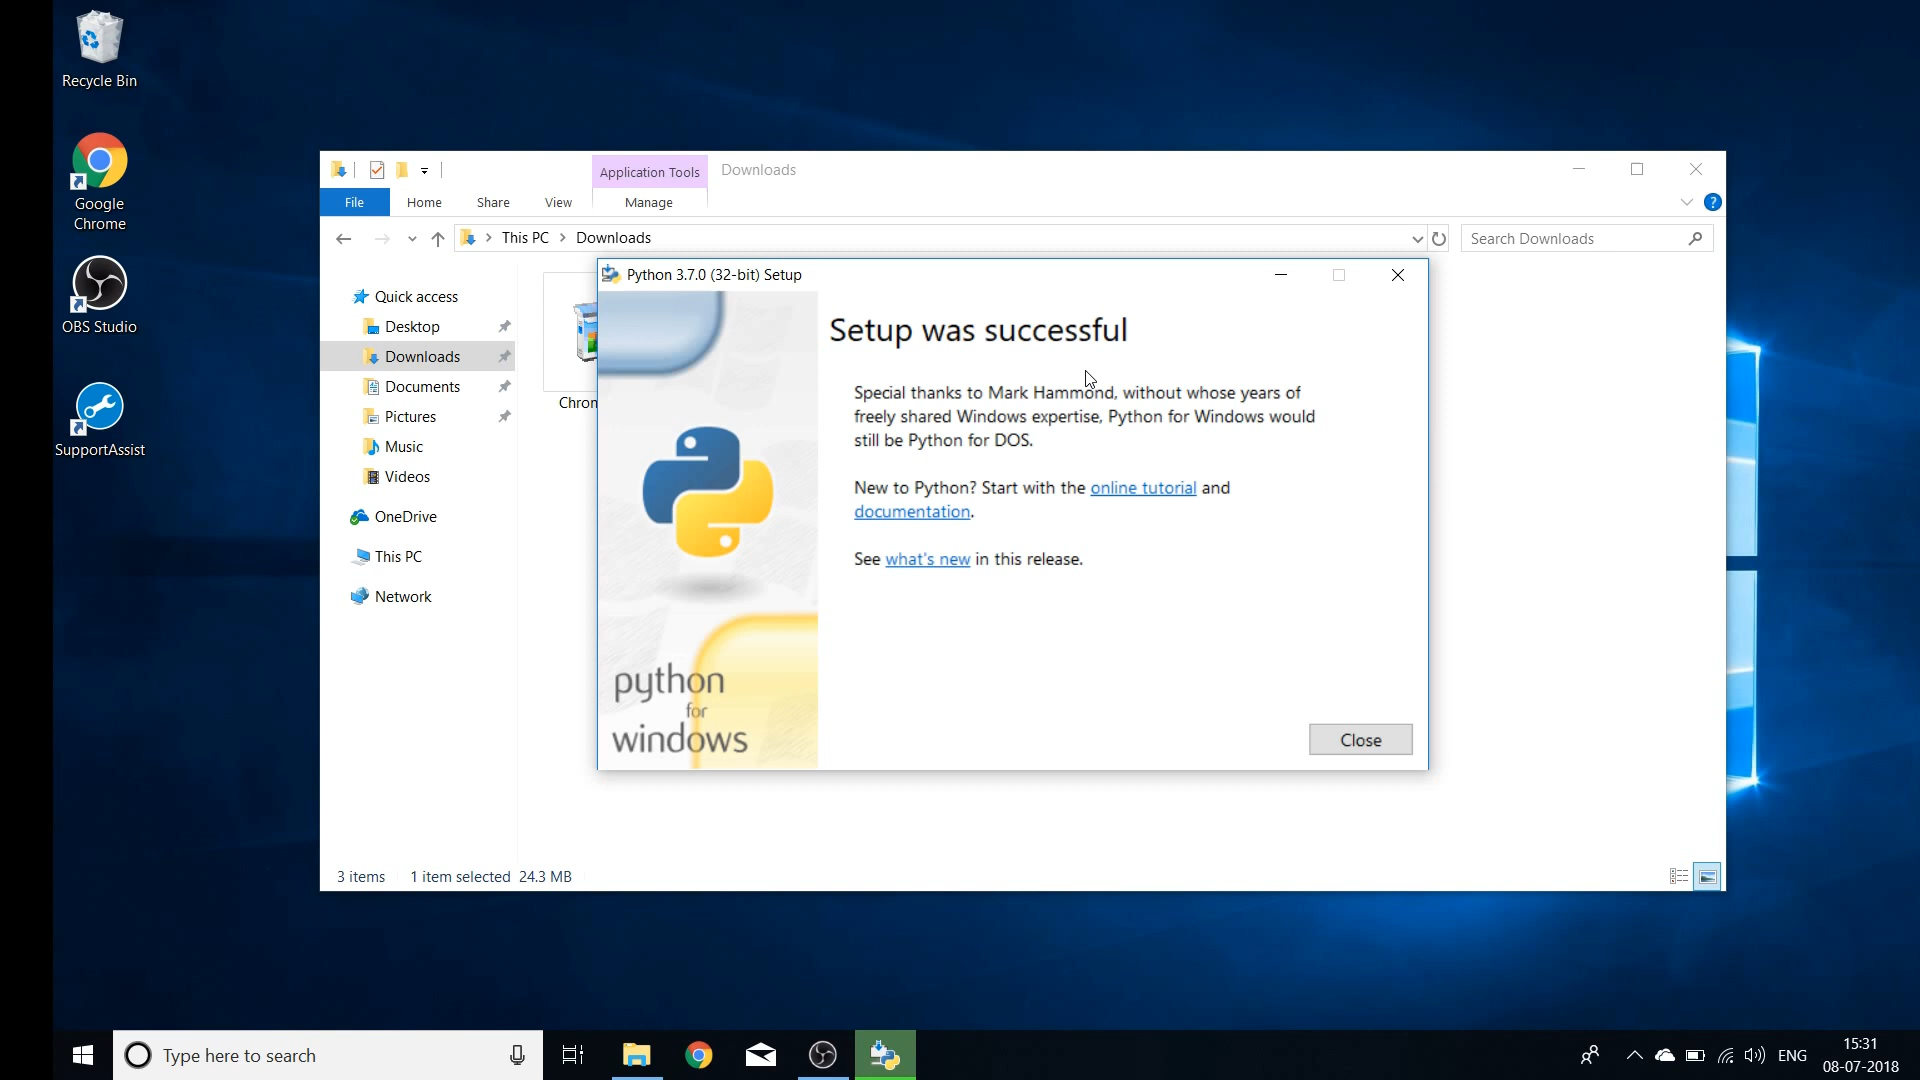 Recycle Bin
Google
Chrome
OBS Studio
SupportAssist
Application Tools
Downloads
File
Home
Share
View
Manage
This PC
Downloads
Search Downloads
Quick access
Desktop
Downloads
Documents
Pictures
Music
Videos
OneDrive
This PC
Network
Chrom
Python 3.7.0 (32-bit) Setup
Setup was successful
Special thanks to Mark Hammond, without whose years of
freely shared Windows expertise, Python for Windows would
still be Python for DOS.
New to Python? Start with the online tutorial and
documentation.
See what's new in this release.
python
for
windows
Close
3 items
1 item selected 24.3 MB
Type here to search
ENG
15:31
08-07-2018